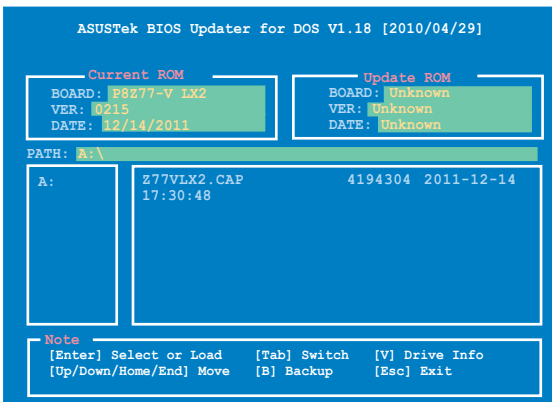 ASUSTek BIOS Updater for DOS V1.18 [2010/04/29]
Current ROM
BOARD: P8Z77-V LX2
VER: 0215
DATE: 12/14/2011
Update ROM
BOARD: Unknown
VER: Unknown
DATE: Unknown
PATH: A:\
A:
Z77VLX2.CAP 4194304 2011-12-14
17:30:48
Note
[Enter] Select or Load [Tab] Switch [V] Drive Info
[Up/Down/Home/End] Move [B] Backup [Esc] Exit